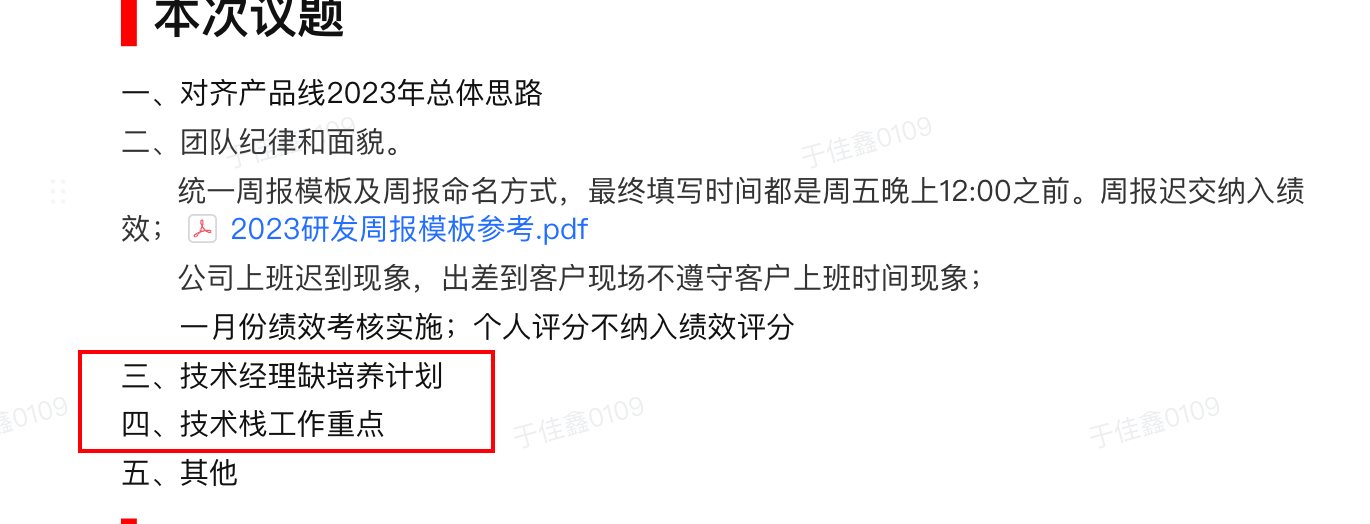 本次议题
一、对齐产品线2023年总体思路
二、团队纪律和面貌。
统一周报模板及周报命名方式，最终填写时间都是周五晚上12:00之前。周报迟交纳入绩
效； 2023研发周报模板参考.pdf
公司上班迟到现象，出差到客户现场不遵守客户上班时间现象；
一月份绩效考核实施；个人评分不纳入绩效评分
三、技术经理缺培养计划
四、技术栈工作重点
五、其他
于佳鑫0109
于佳鑫0109
鑫0109
于佳鑫0109
于佳鑫0109